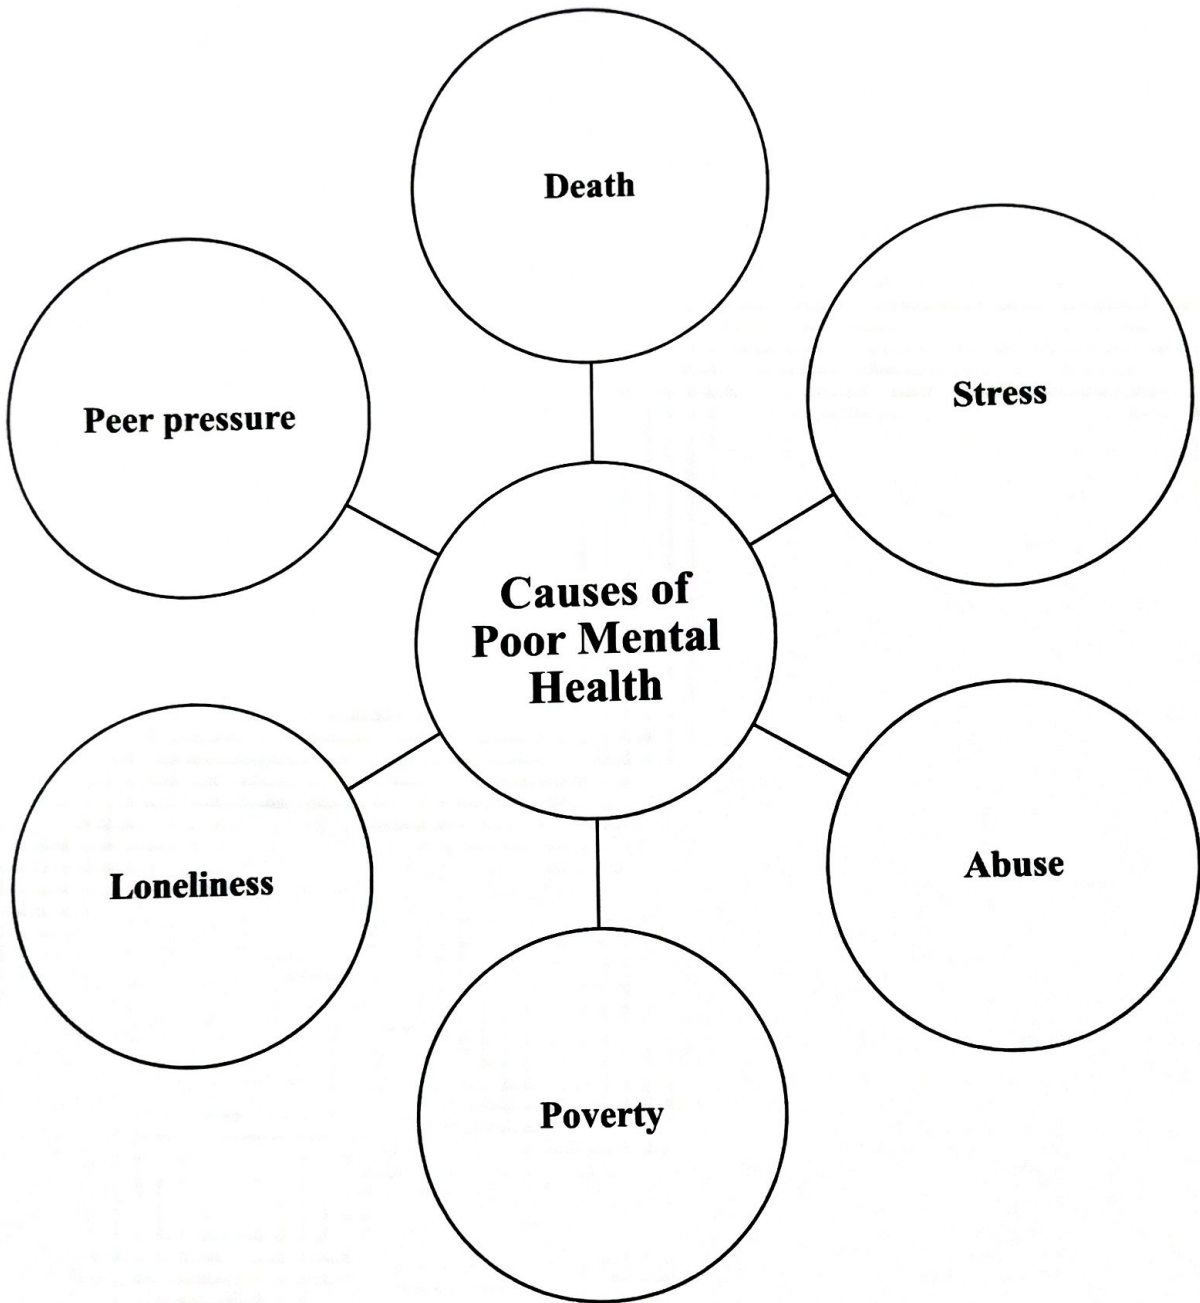 Death
Stress
Peer pressure
Causes of
Poor Mental
Health
Abuse
Loneliness
Poverty